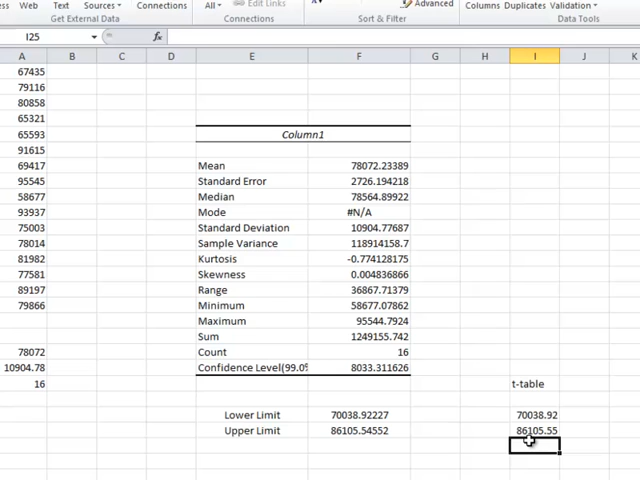 ess Web Text Sources Connections All Edit Links Advanced Columns Duplicates Validation
Get External Data Connections Sort & Filter Data Tools
I25 fx
A B C D E F G H I J K
67435
79116
80858
65321
65593 Column1
91615
69417 Mean 78072.23389
95545 Standard Error 2726.194218
58677 Median 78564.89922
93937 Mode #N/A
75003 Standard Deviation 10904.77687
78014 Sample Variance 118914158.7
81982 Kurtosis -0.774128175
77581 Skewness 0.004836866
89197 Range 36867.71379
79866 Minimum 58677.07862
Maximum 95544.7924
Sum 1249155.742
78072 Count 16
10904.78 Confidence Level(99.0% 8033.311626
16 t-table
Lower Limit 70038.92227 70038.92
Upper Limit 86105.54552 86105.55